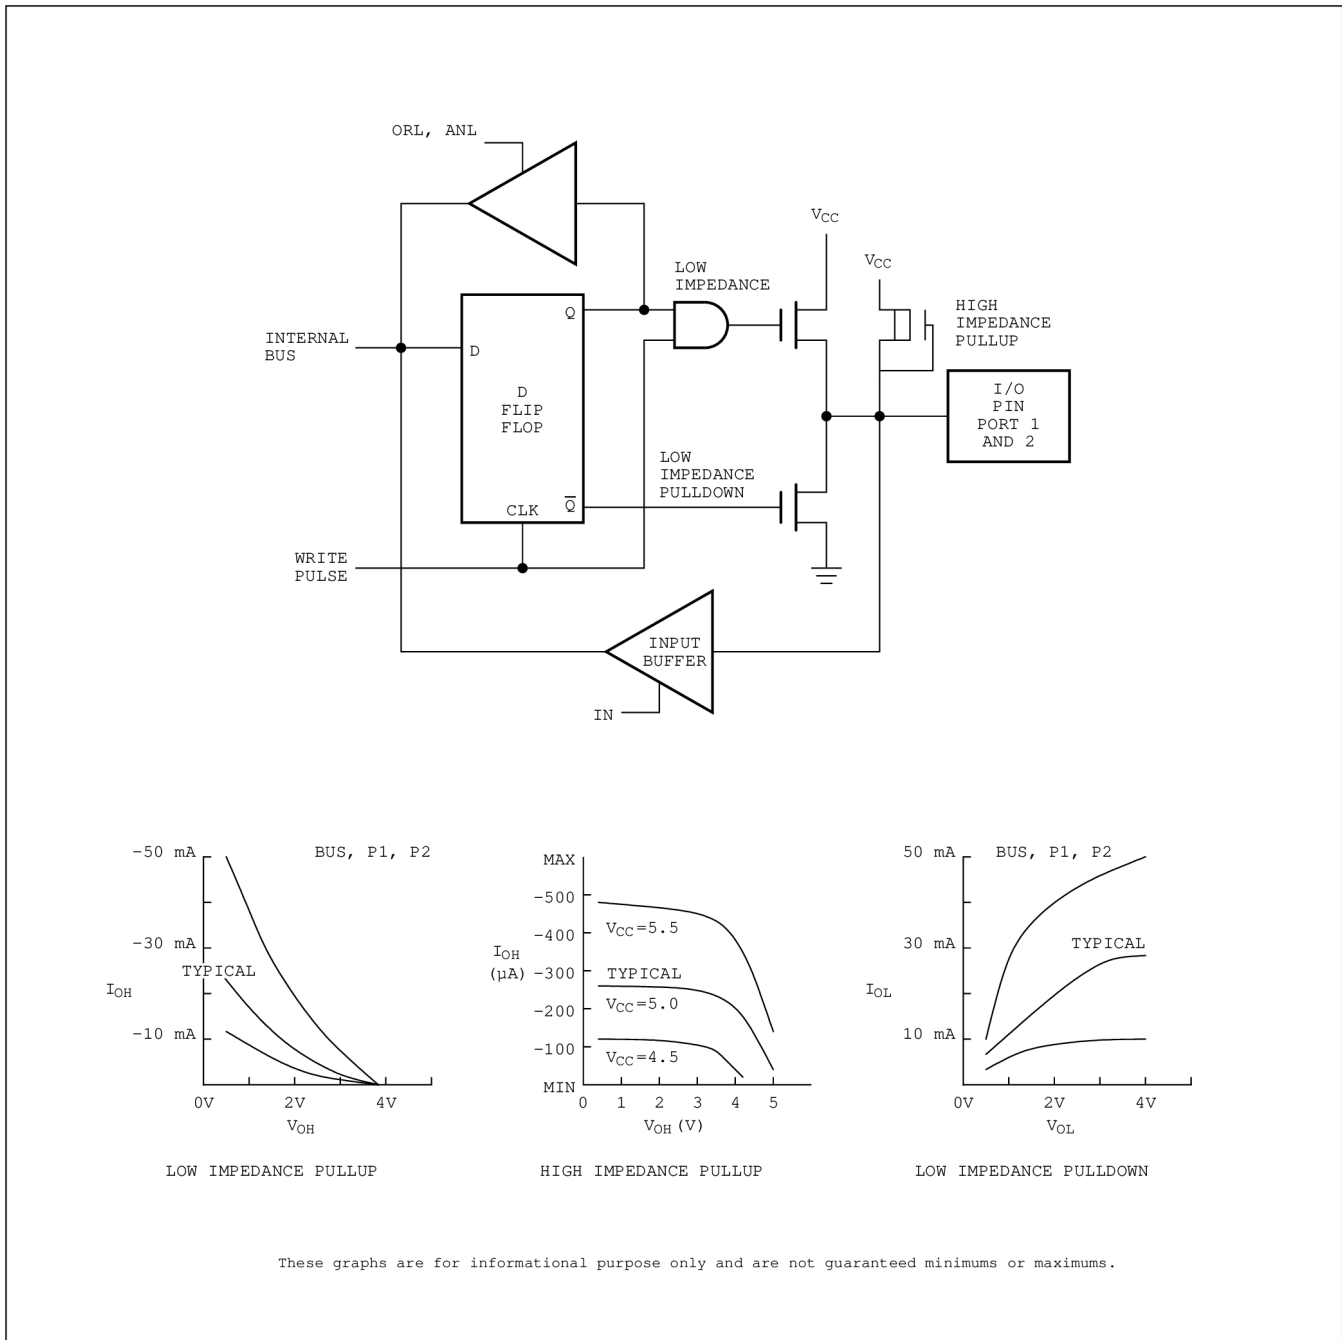 ORL, ANL
VCC
VCC
LOW
IMPEDANCE
HIGH
IMPEDANCE
PULLUP
Q
INTERNAL
BUS
D
D
FLIP
FLOP
I/O
PIN
PORT 1
AND 2
LOW
IMPEDANCE
PULLDOWN
Q̅
CLK
WRITE
PULSE
INPUT
BUFFER
IN
-50 mA
BUS, P1, P2
-30 mA
TYPICAL
IOH
-10 mA
0V
2V
4V
VOH
LOW IMPEDANCE PULLUP
MAX
-500
VCC=5.5
-400
IOH
(µA)
-300
TYPICAL
VCC=5.0
-200
-100
VCC=4.5
MIN
0
1
2
3
4
5
VOH (V)
HIGH IMPEDANCE PULLUP
50 mA
BUS, P1, P2
30 mA
TYPICAL
IOL
10 mA
0V
2V
4V
VOL
LOW IMPEDANCE PULLDOWN
These graphs are for informational purpose only and are not guaranteed minimums or maximums.